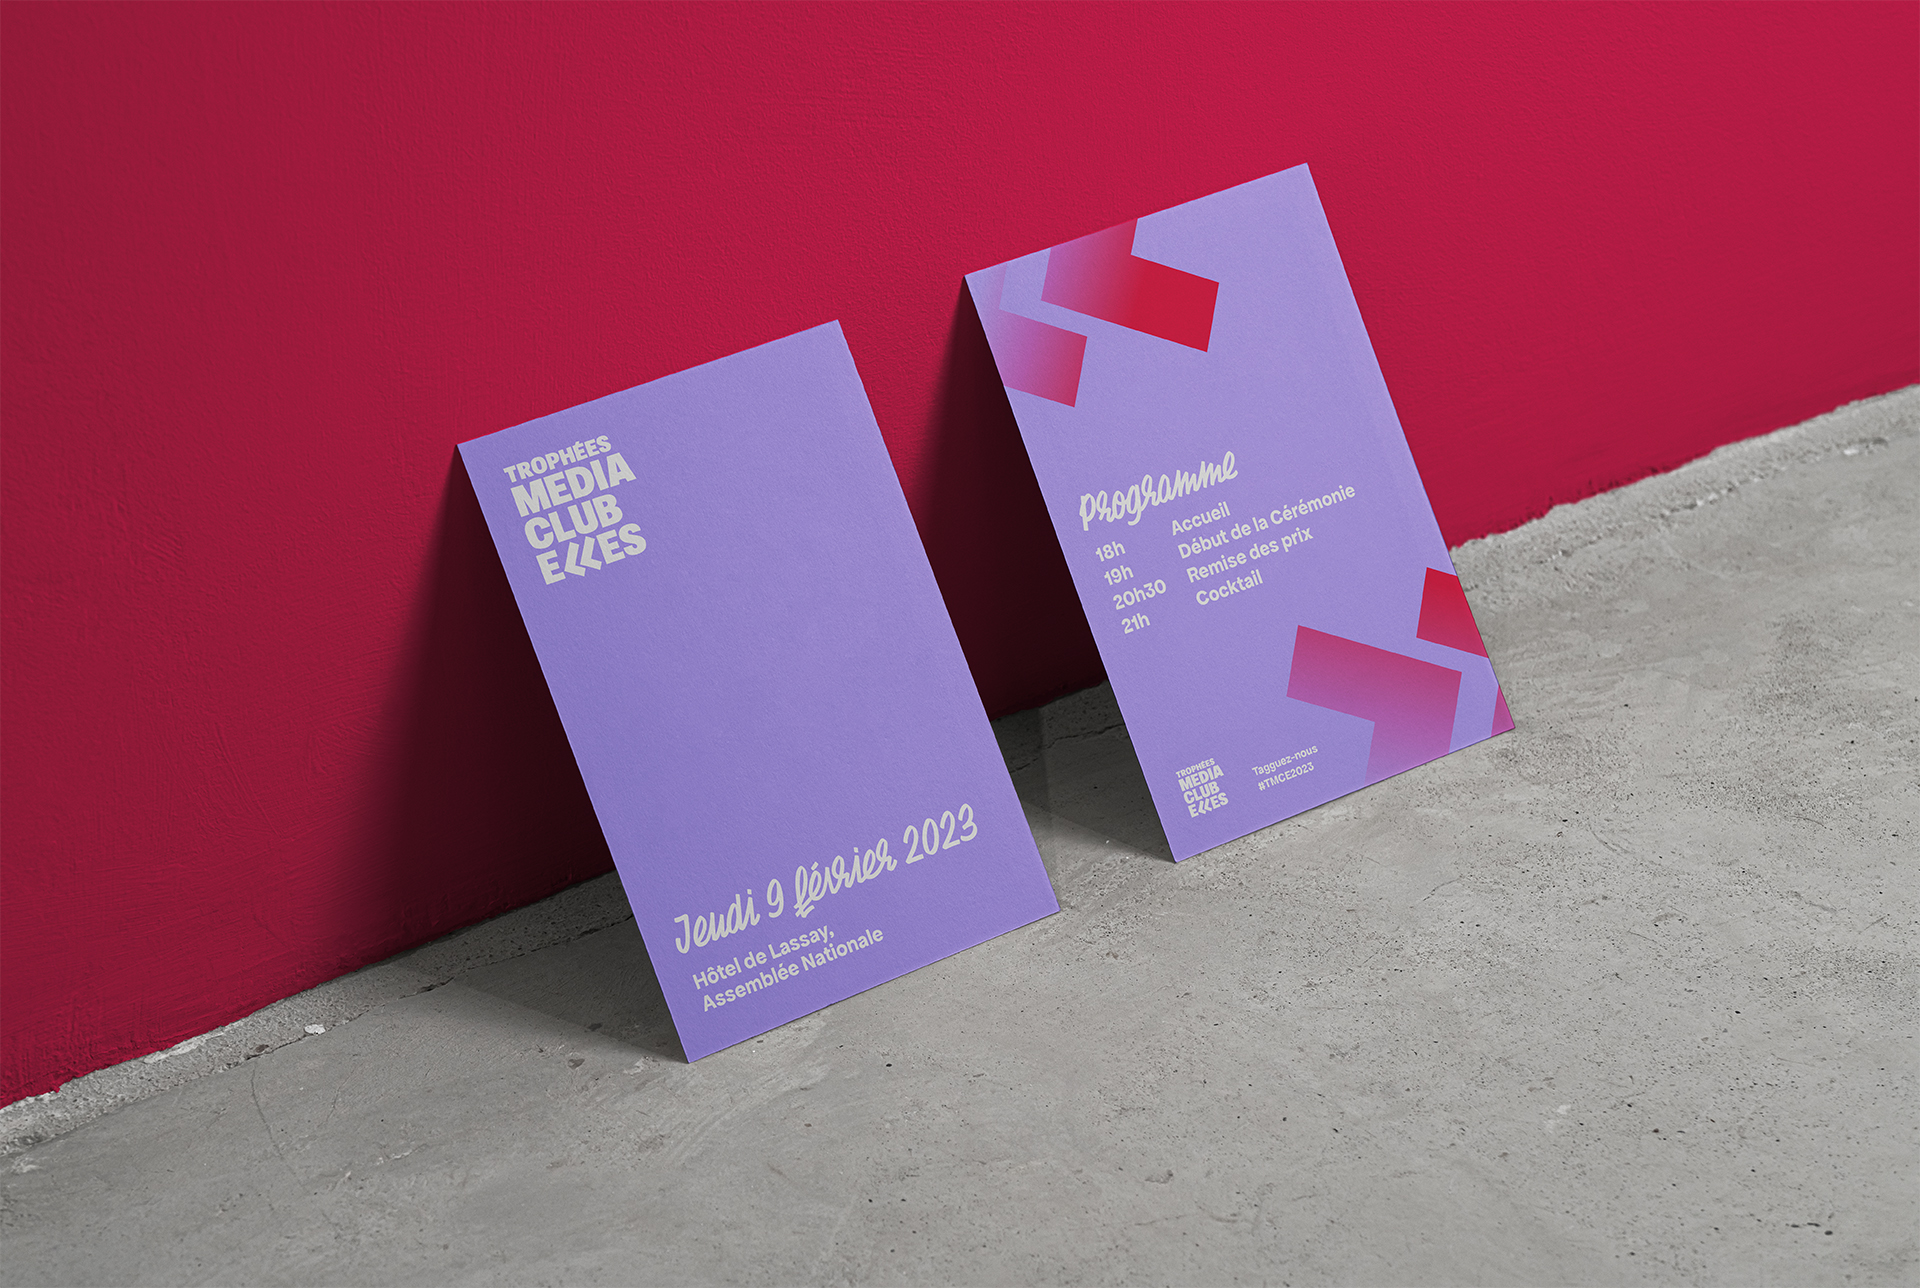 TROPHÉES
MEDIA
CLUB
ELLES
Jeudi 9 février 2023
Hôtel de Lassay,
Assemblée Nationale
programme
18h Accueil
19h Début de la Cérémonie
20h30 Remise des prix
21h Cocktail
TROPHÉES
MEDIA
CLUB
ELLES
Tagguez-nous
#TMCE2023